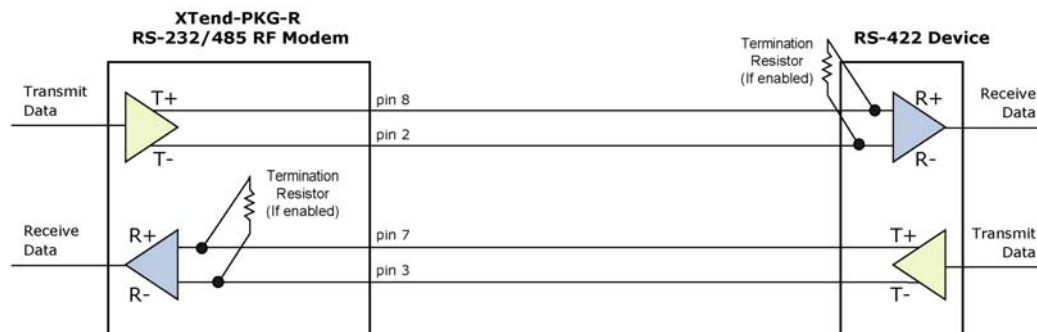 XTend-PKG-R
RS-232/485 RF Modem
RS-422 Device
Termination
Resistor
(If enabled)
Transmit
Data
T+
T-
pin 8
pin 2
R+
R-
Receive
Data
Termination
Resistor
(If enabled)
Receive
Data
R+
R-
pin 7
pin 3
T+
T-
Transmit
Data